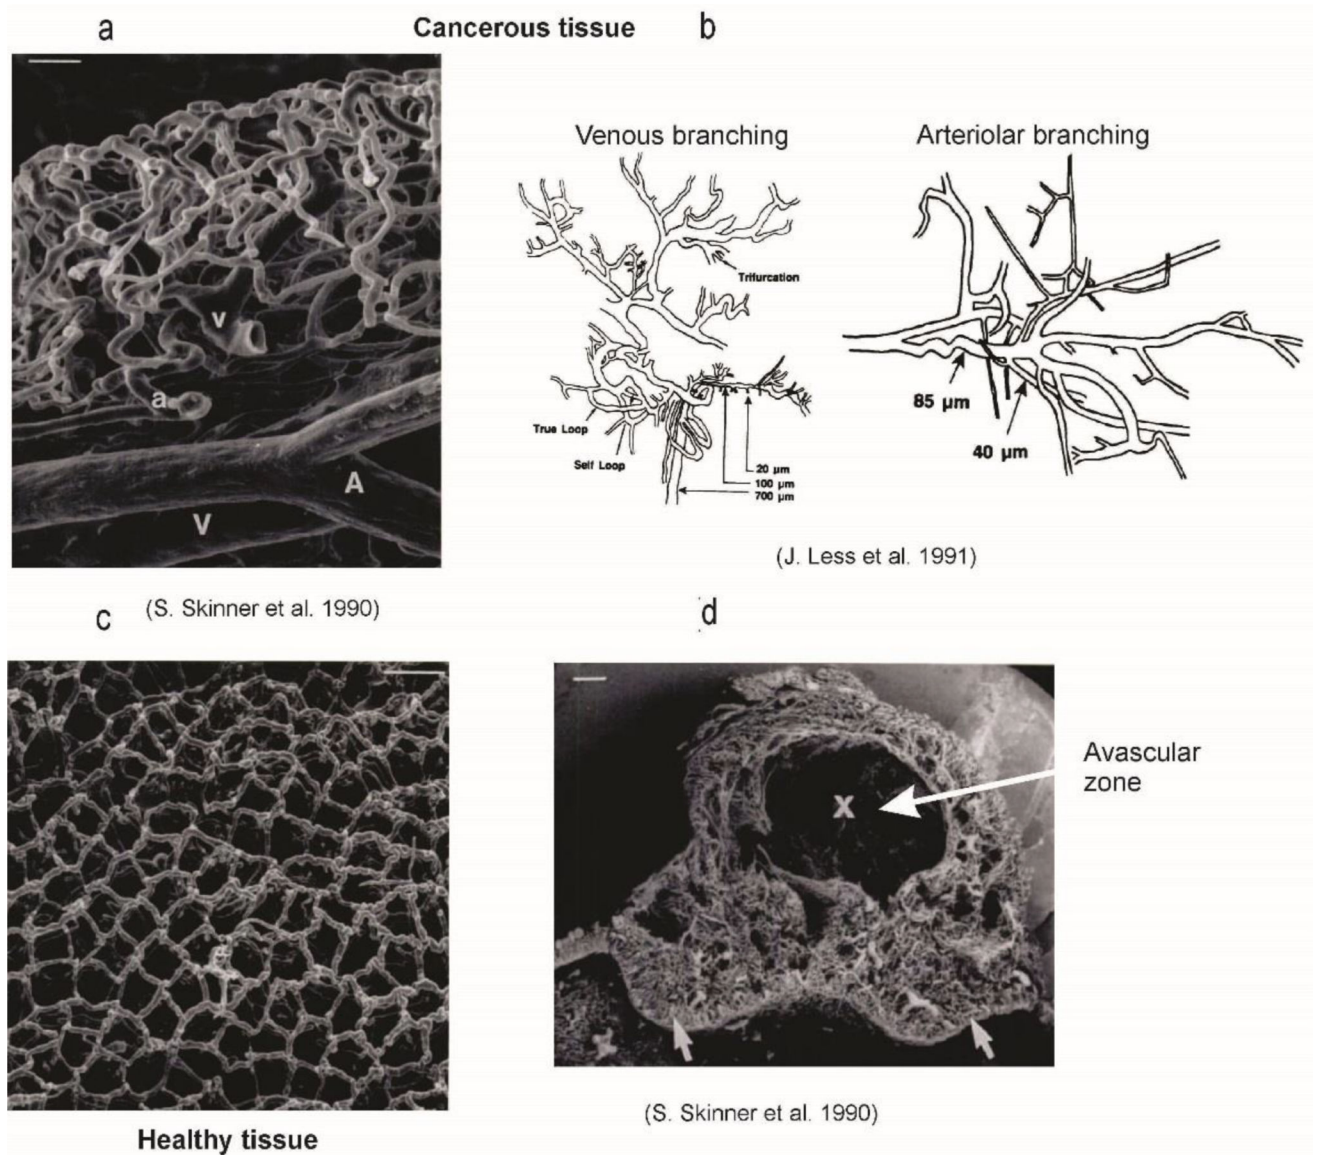 a
Cancerous tissue
b
Venous branching
Arteriolar branching
Trifurcation
v
a
A
V
True Loop
Self Loop
20 µm
100 µm
700 µm
85 µm
40 µm
(J. Less et al. 1991)
(S. Skinner et al. 1990)
c
d
X
Avascular
zone
(S. Skinner et al. 1990)
Healthy tissue